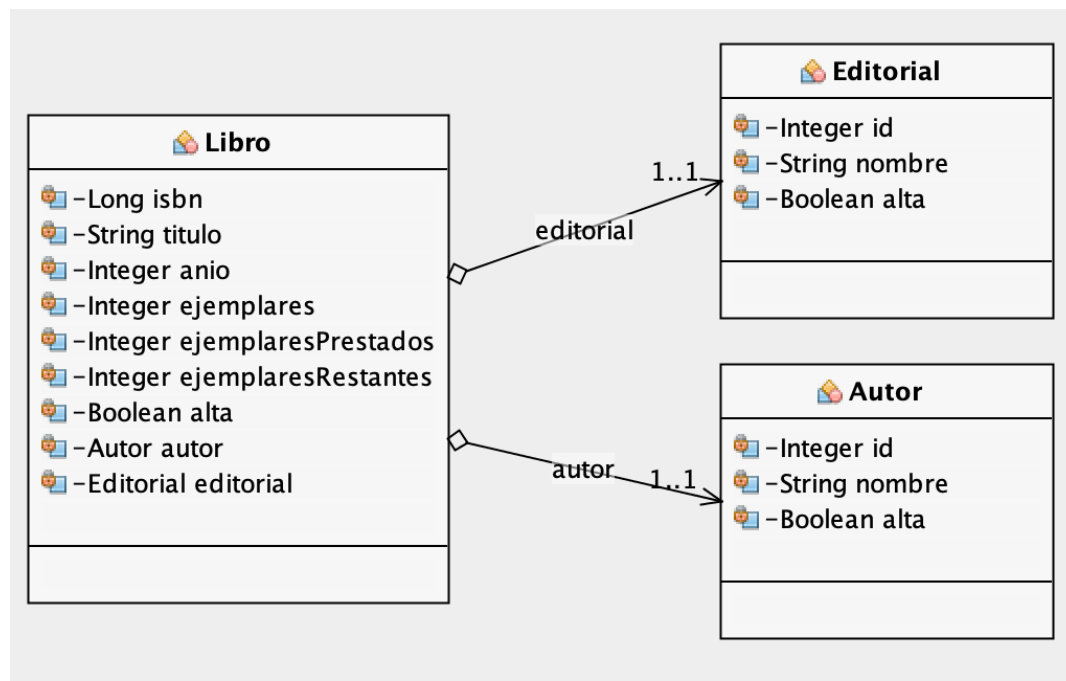 Libro
-Long isbn
-String titulo
-Integer anio
-Integer ejemplares
-Integer ejemplaresPrestados
-Integer ejemplaresRestantes
-Boolean alta
-Autor autor
-Editorial editorial
editorial
1..1
autor
1..1
Editorial
-Integer id
-String nombre
-Boolean alta
Autor
-Integer id
-String nombre
-Boolean alta